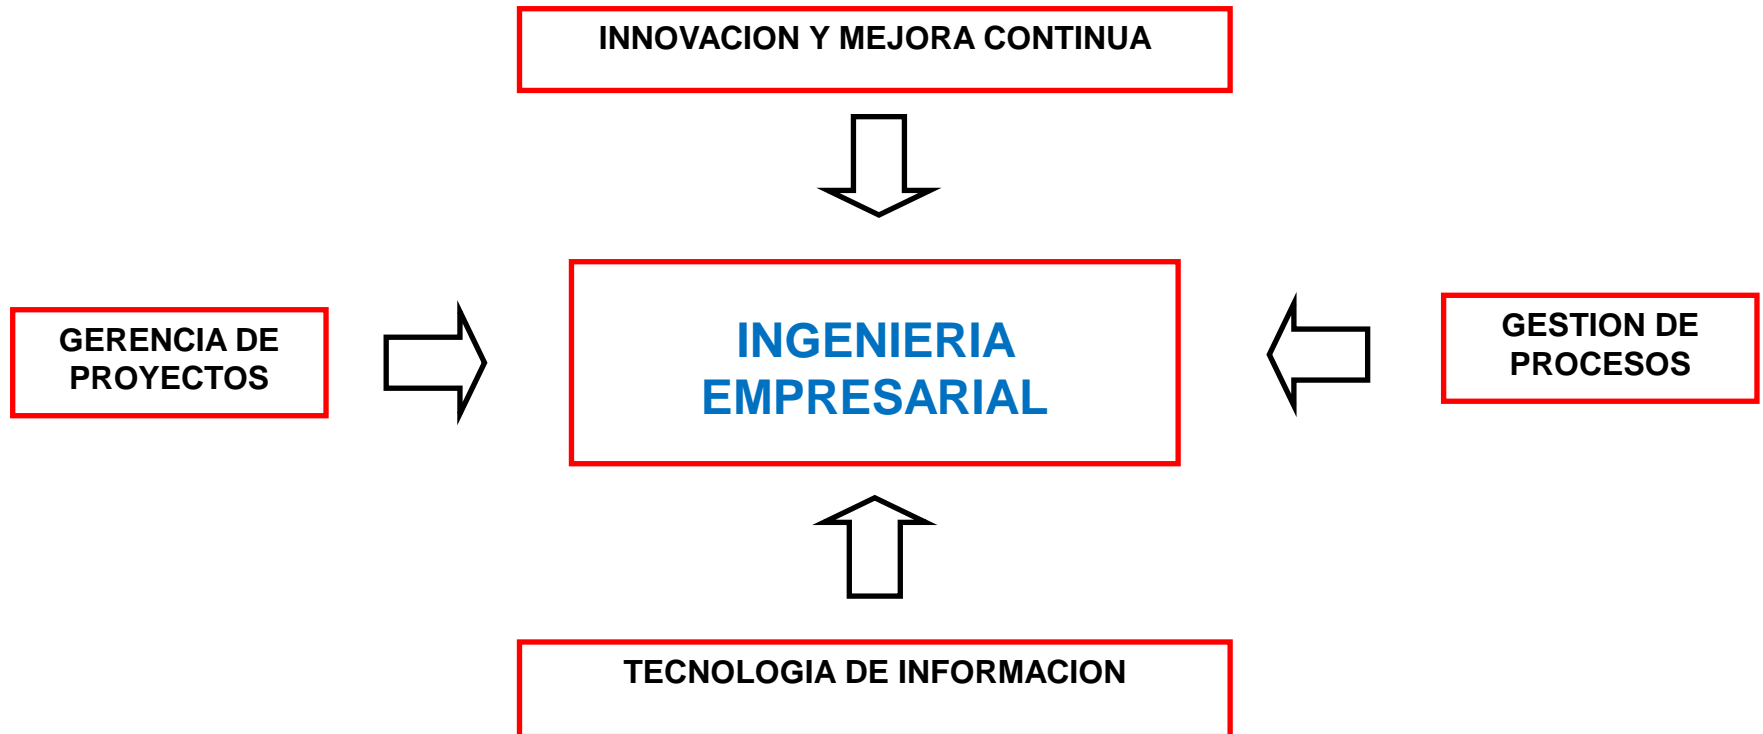 INNOVACION Y MEJORA CONTINUA
GERENCIA DE
PROYECTOS
INGENIERIA
EMPRESARIAL
GESTION DE
PROCESOS
TECNOLOGIA DE INFORMACION